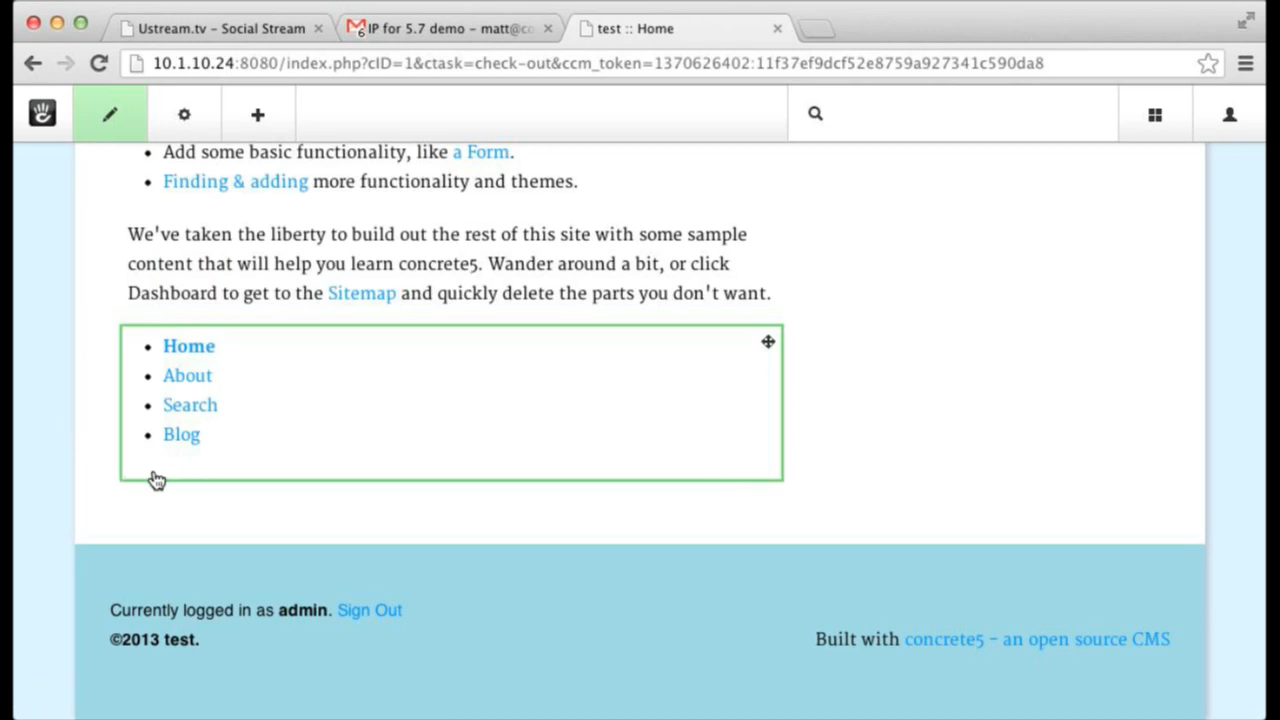 Ustream.tv - Social Stream
6
IP for 5.7 demo - matt@co
test :: Home
10.1.10.24:8080/index.php?cID=1&ctask=check-out&ccm_token=1370626402:11f37ef9dcf52e8759a927341c590da8
• Add some basic functionality, like a Form.
• Finding & adding more functionality and themes.
We've taken the liberty to build out the rest of this site with some sample
content that will help you learn concrete5. Wander around a bit, or click
Dashboard to get to the Sitemap and quickly delete the parts you don't want.
• Home
• About
• Search
• Blog
Currently logged in as admin. Sign Out
©2013 test.
Built with concrete5 - an open source CMS